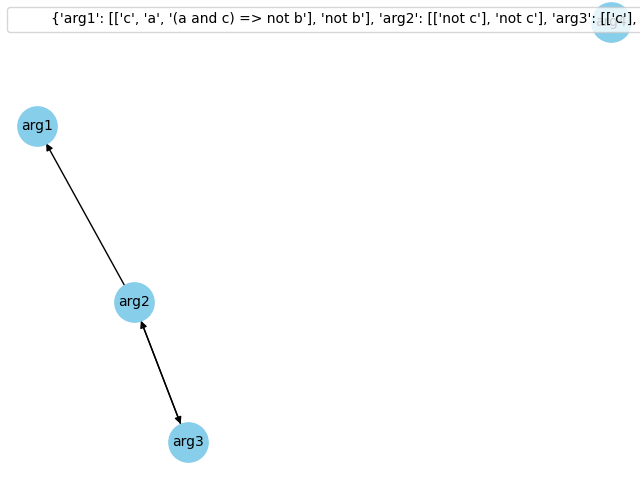 {'arg1': [['c', 'a', '(a and c) => not b'], 'not b'], 'arg2': [['not c'], 'not c'], 'arg3': [['c'],
arg1
arg2
arg3